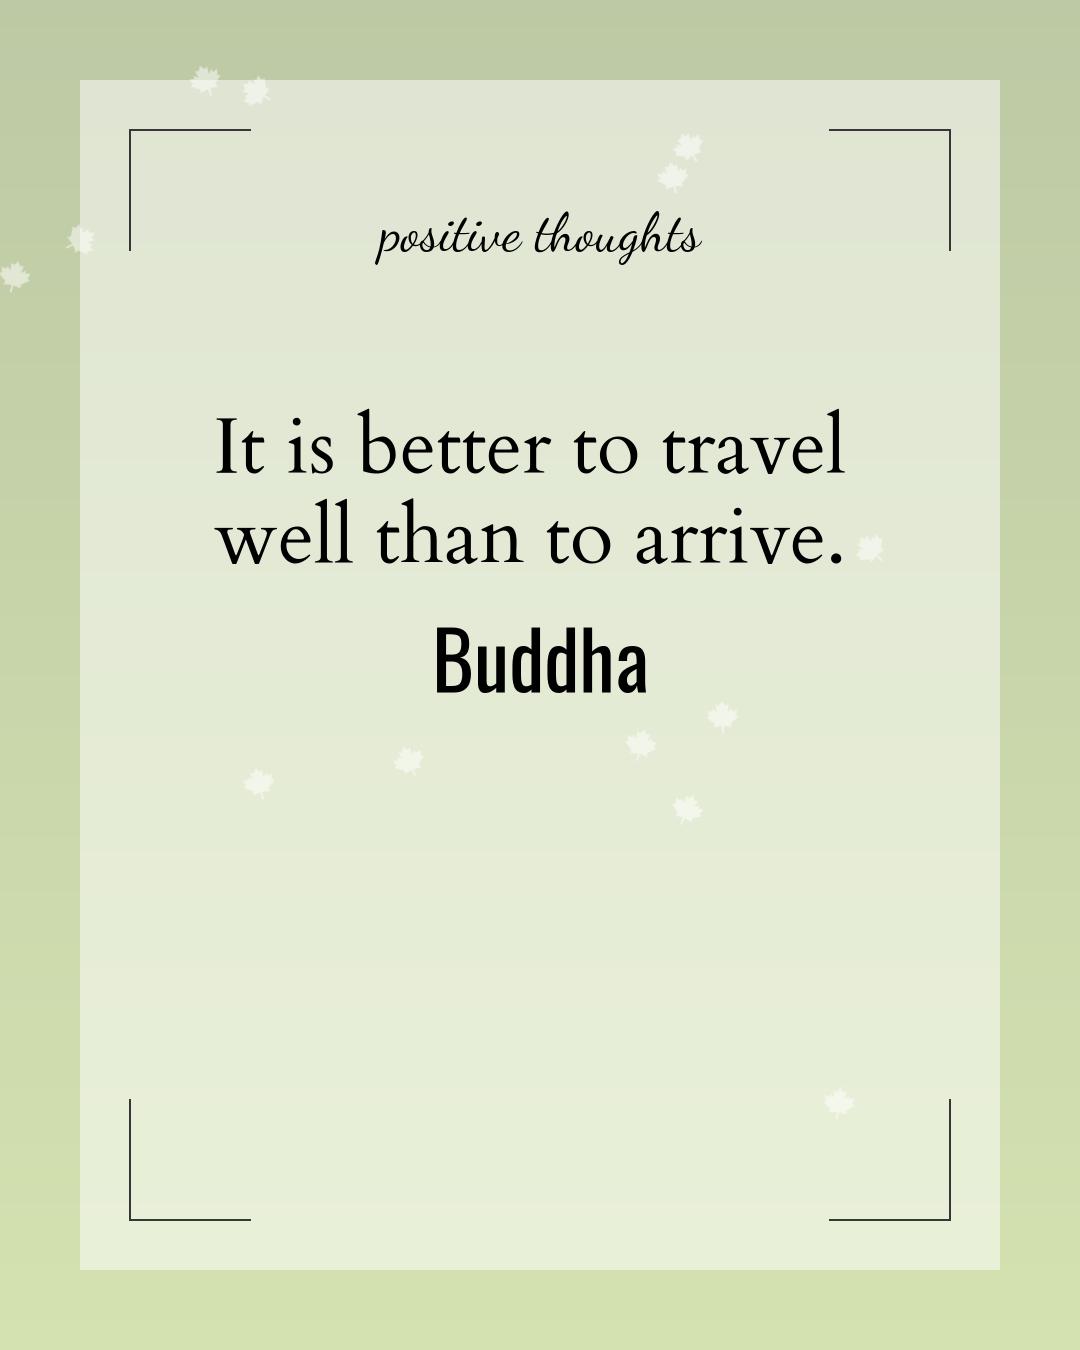 positive thoughts
It is better to travel
well than to arrive.
Buddha